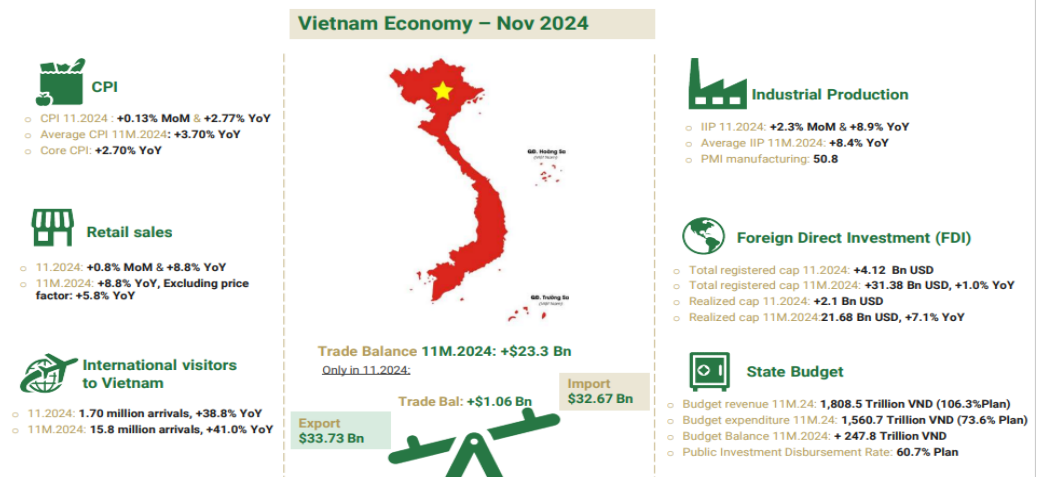 Vietnam Economy – Nov 2024
CPI
CPI 11.2024 : +0.13% MoM & +2.77% YoY
Average CPI 11M.2024: +3.70% YoY
Core CPI: +2.70% YoY
Retail sales
11.2024: +0.8% MoM & +8.8% YoY
11M.2024: +8.8% YoY, Excluding price
factor: +5.8% YoY
International visitors
to Vietnam
11.2024: 1.70 million arrivals, +38.8% YoY
11M.2024: 15.8 million arrivals, +41.0% YoY
QĐ. Hoàng Sa
(VIỆT NAM)
QĐ. Trường Sa
(VIỆT NAM)
Trade Balance 11M.2024: +$23.3 Bn
Only in 11.2024:
Trade Bal: +$1.06 Bn
Import
$32.67 Bn
Export
$33.73 Bn
Industrial Production
IIP 11.2024: +2.3% MoM & +8.9% YoY
Average IIP 11M.2024: +8.4% YoY
PMI manufacturing: 50.8
Foreign Direct Investment (FDI)
Total registered cap 11.2024: +4.12 Bn USD
Total registered cap 11M.2024: +31.38 Bn USD, +1.0% YoY
Realized cap 11.2024: +2.1 Bn USD
Realized cap 11M.2024:21.68 Bn USD, +7.1% YoY
State Budget
Budget revenue 11M.24: 1,808.5 Trillion VND (106.3%Plan)
Budget expenditure 11M.24: 1,560.7 Trillion VND (73.6% Plan)
Budget Balance 11M.2024: + 247.8 Trillion VND
Public Investment Disbursement Rate: 60.7% Plan